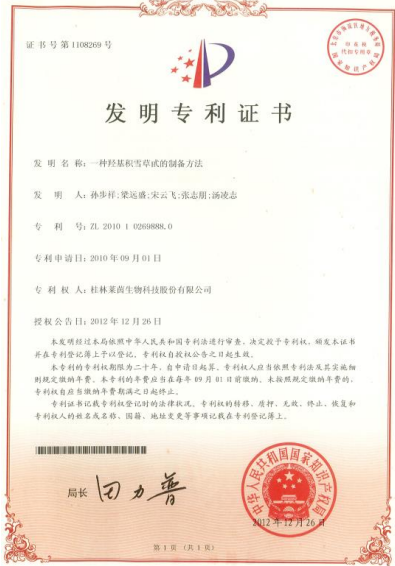 证书号第1108269号
发明专利证书
发明名称：一种羟基积雪草甙的制备方法
发明人：孙步祥;梁远盛;宋云飞;张志朋;汤凌志
专利号：ZL 2010 1 0269888.0
专利申请日：2010年09月01日
专利权人：桂林莱茵生物科技股份有限公司
授权公告日：2012年12月26日
本发明经过本局依照中华人民共和国专利法进行审查，决定授予专利权，颁发本证书
并在专利登记簿上予以登记。专利权自授权公告之日起生效。
本专利的专利权期限为二十年，自申请日起算。专利权人应当依照专利法及其实施细
则规定缴纳年费。本专利的年费应当在每年09月01日前缴纳。未按照规定缴纳年费的，
专利权自应当缴纳年费期满之日起终止。
专利证书记载专利权登记时的法律状况。专利权的转移、质押、无效、终止、恢复和
专利权人的姓名或名称、国籍、地址变更等事项记载在专利登记簿上。
局长
田力普
中华人民共和国国家知识产权局
2012年12月26日
第1页（共1页）